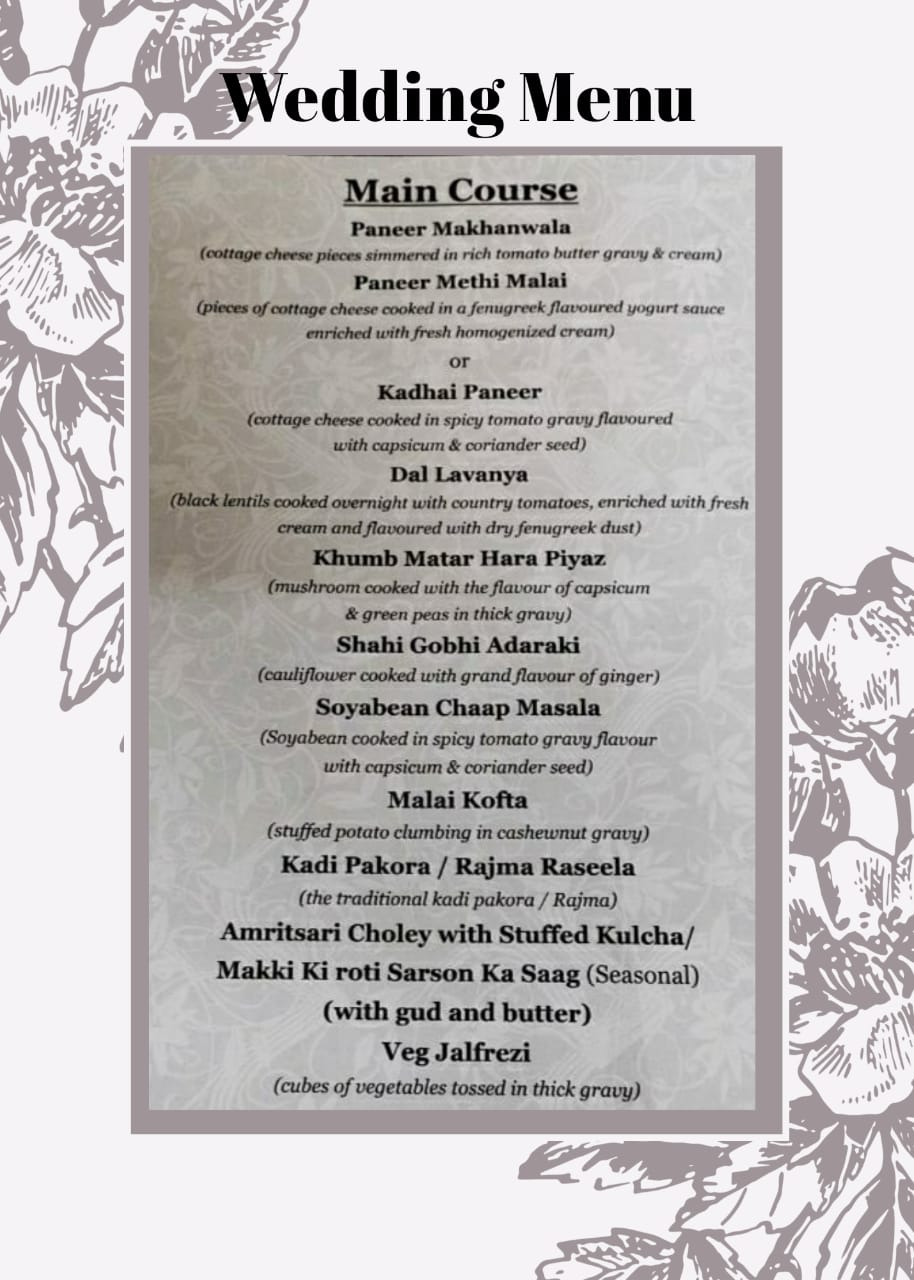 Wedding Menu
Main Course
Paneer Makhanwala
(cottage cheese pieces simmered in rich tomato butter gravy & cream)
Paneer Methi Malai
(pieces of cottage cheese cooked in a fenugreek flavoured yogurt sauce
enriched with fresh homogenized cream)
or
Kadhai Paneer
(cottage cheese cooked in spicy tomato gravy flavoured
with capsicum & coriander seed)
Dal Lavanya
(black lentils cooked overnight with country tomatoes, enriched with fresh
cream and flavoured with dry fenugreek dust)
Khumb Matar Hara Piyaz
(mushroom cooked with the flavour of capsicum
& green peas in thick gravy)
Shahi Gobhi Adaraki
(cauliflower cooked with grand flavour of ginger)
Soyabean Chaap Masala
(Soyabean cooked in spicy tomato gravy flavour
with capsicum & coriander seed)
Malai Kofta
(stuffed potato clumbing in cashewnut gravy)
Kadi Pakora / Rajma Raseela
(the traditional kadi pakora / Rajma)
Amritsari Choley with Stuffed Kulcha/
Makki Ki roti Sarson Ka Saag (Seasonal)
(with gud and butter)
Veg Jalfrezi
(cubes of vegetables tossed in thick gravy)